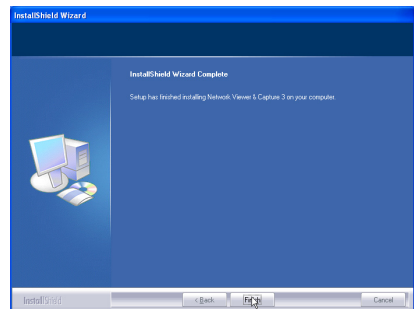 InstallShield Wizard
InstallShield Wizard Complete
Setup has finished installing Network Viewer & Capture 3 on your computer.
InstallShield
< Back Finish Cancel